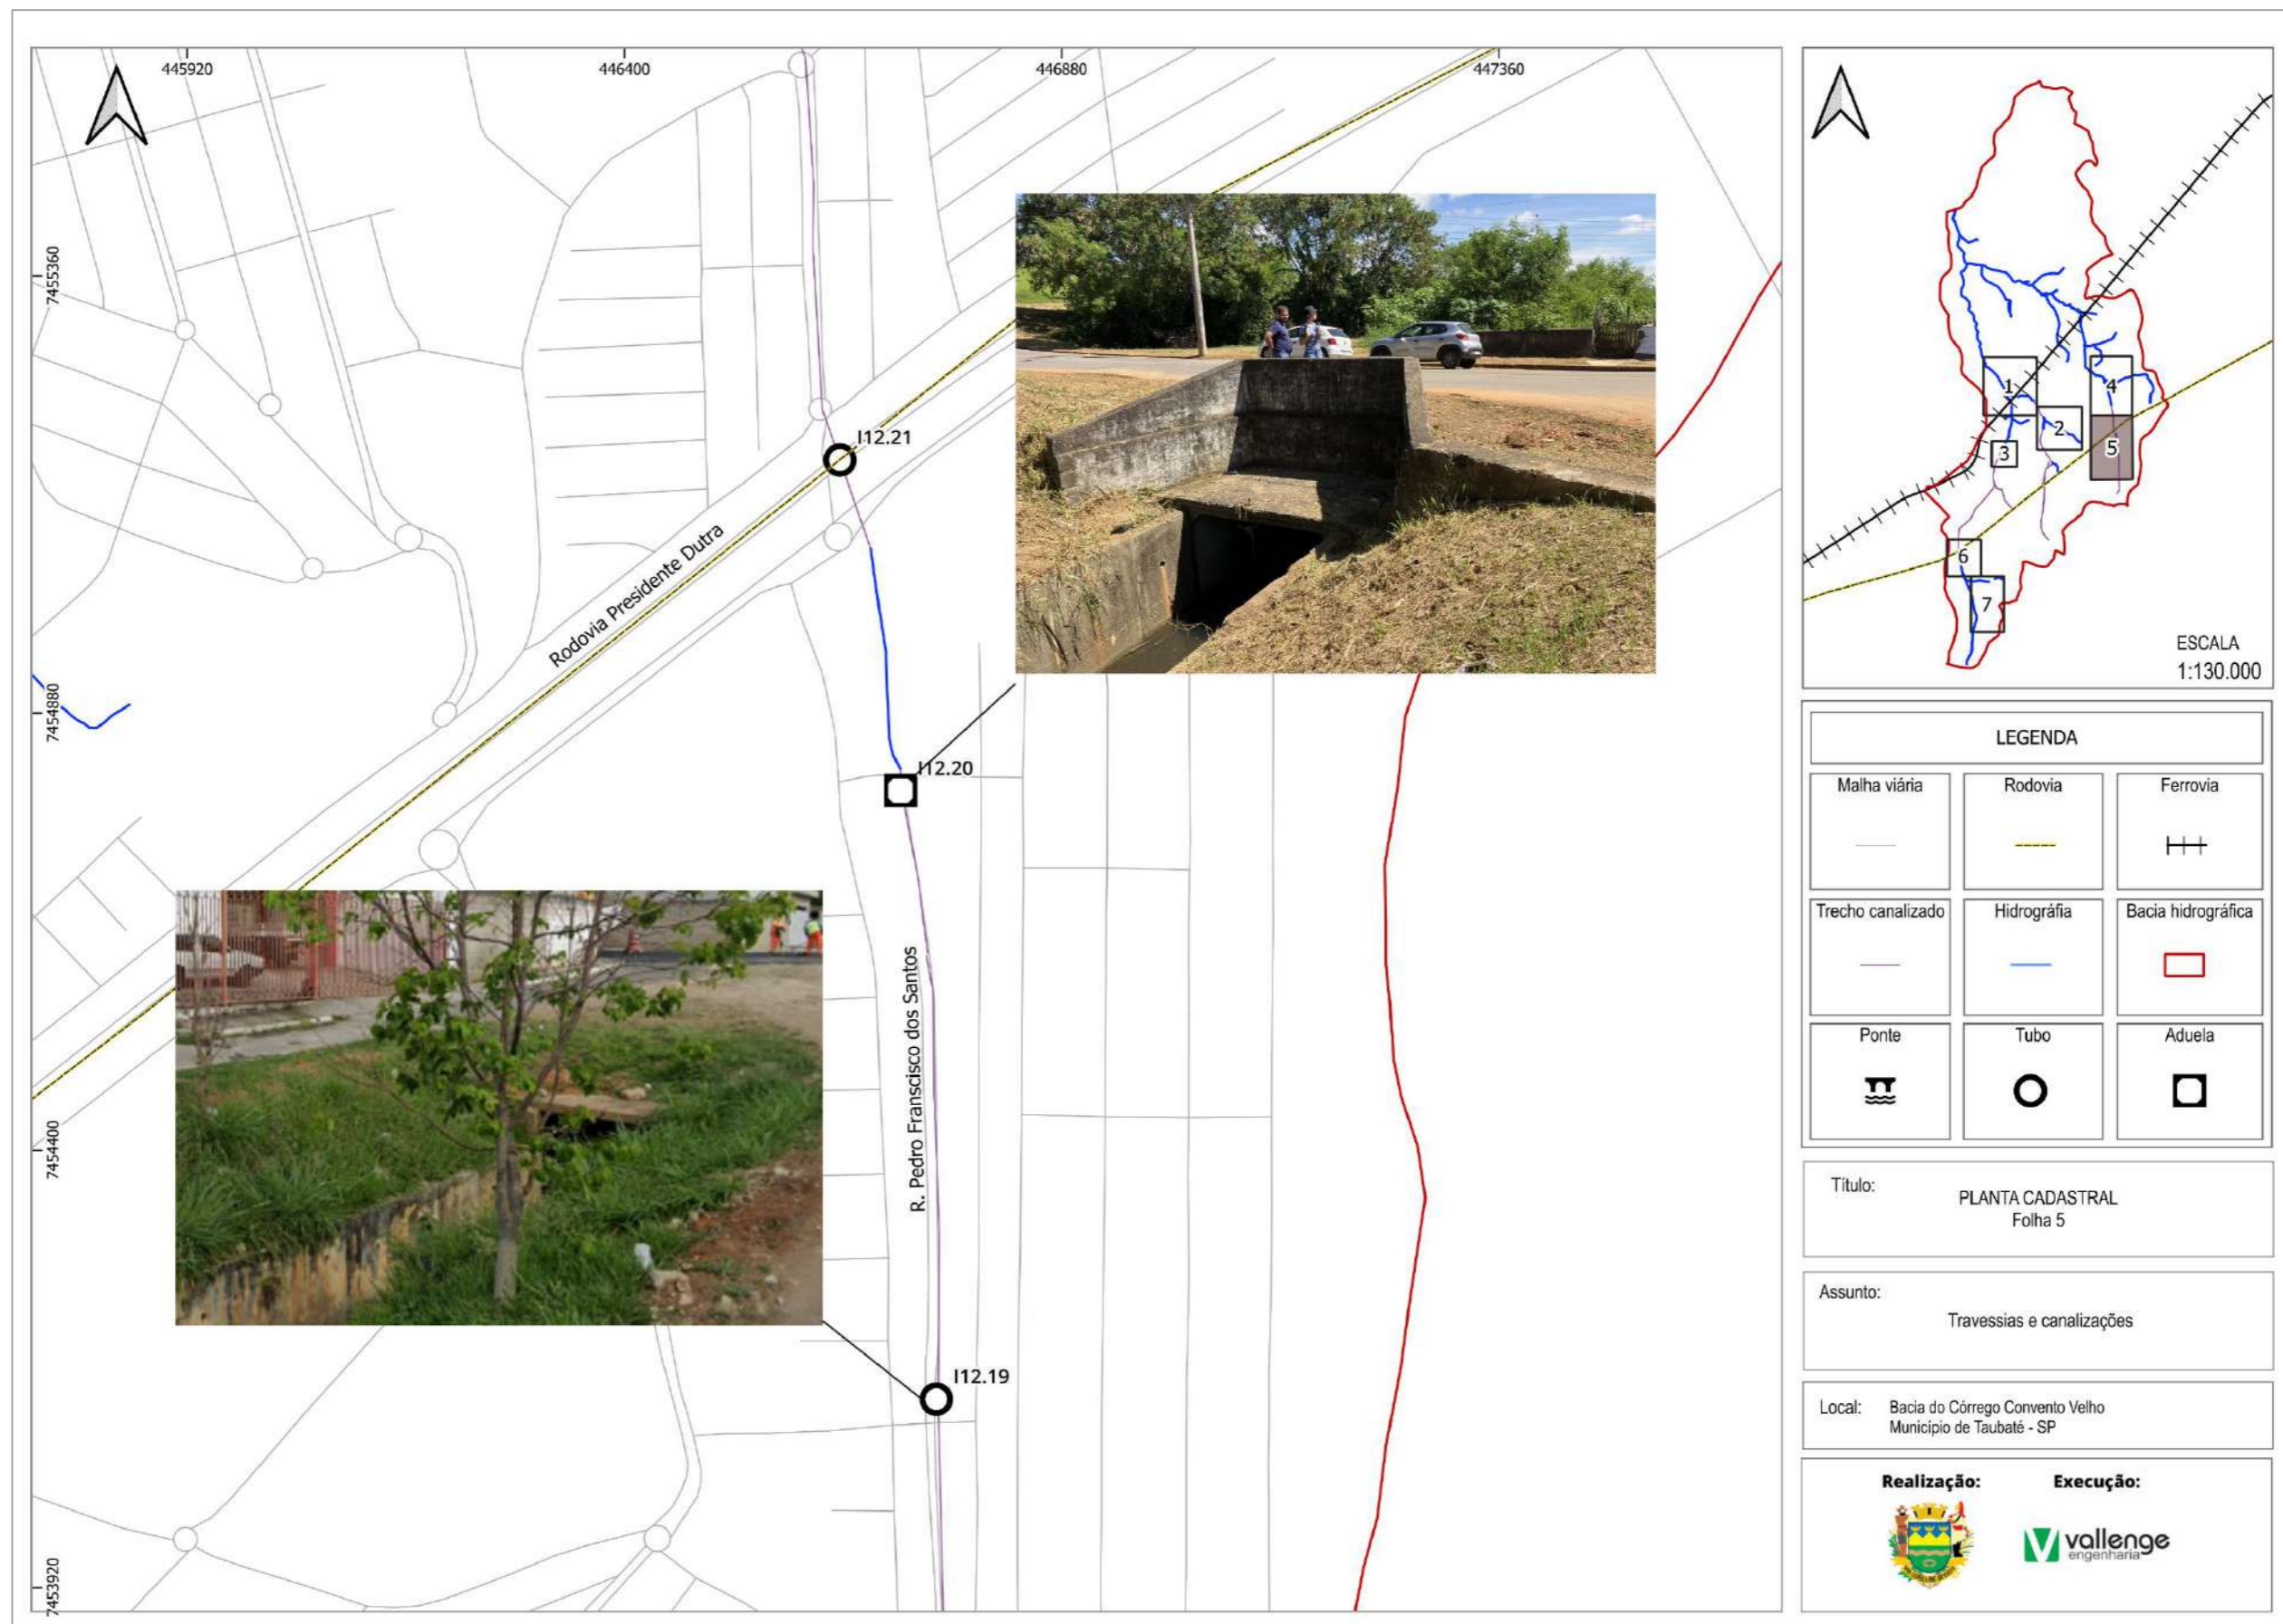 445920
446400
446880
447360
7455360
7454880
7454400
7453920
I12.21
Rodovia Presidente Dutra
I12.20
R. Pedro Franscisco dos Santos
I12.19
1
2
3
4
5
6
7
ESCALA
1:130.000
LEGENDA
Malha viária
Rodovia
Ferrovia
Trecho canalizado
Hidrográfia
Bacia hidrográfica
Ponte
Tubo
Aduela
Título:
PLANTA CADASTRAL
Folha 5
Assunto:
Travessias e canalizações
Local:
Bacia do Córrego Convento Velho
Município de Taubaté - SP
Realização:
Execução:
vallenge
engenharia